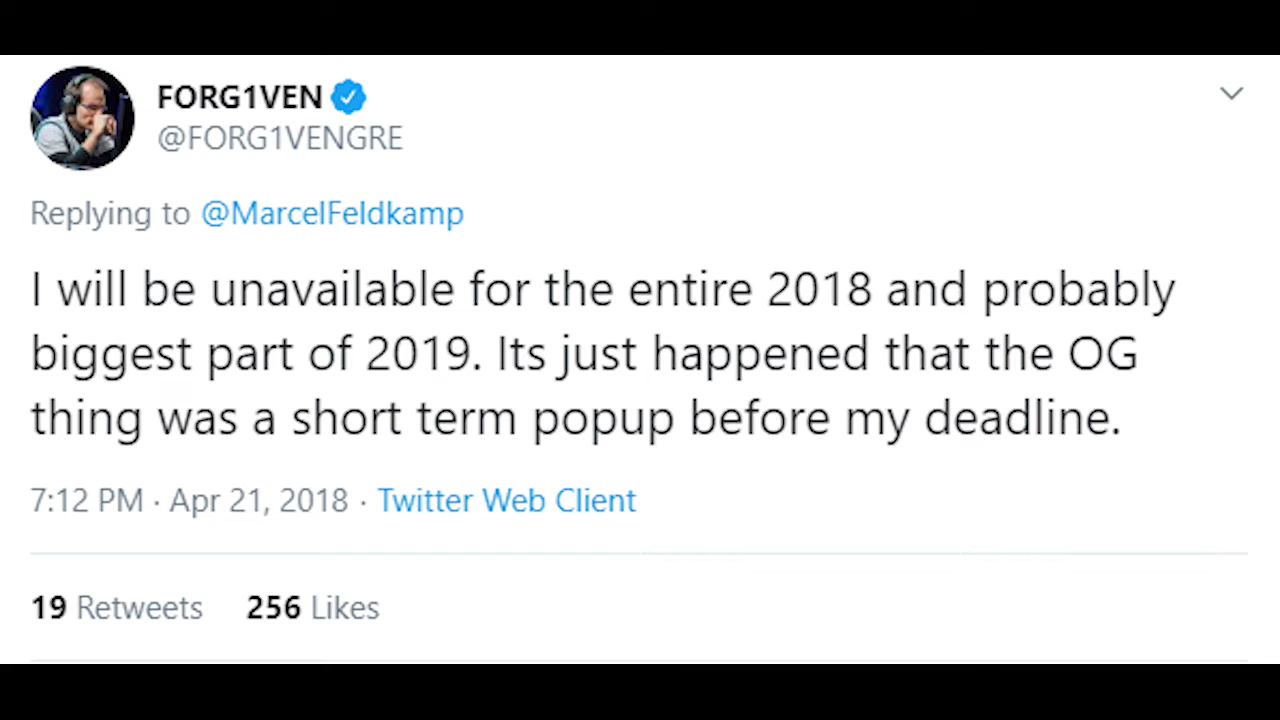 FORG1VEN
@FORG1VENGRE
Replying to @MarcelFeldkamp
I will be unavailable for the entire 2018 and probably
biggest part of 2019. Its just happened that the OG
thing was a short term popup before my deadline.
7:12 PM · Apr 21, 2018 · Twitter Web Client
19 Retweets 256 Likes